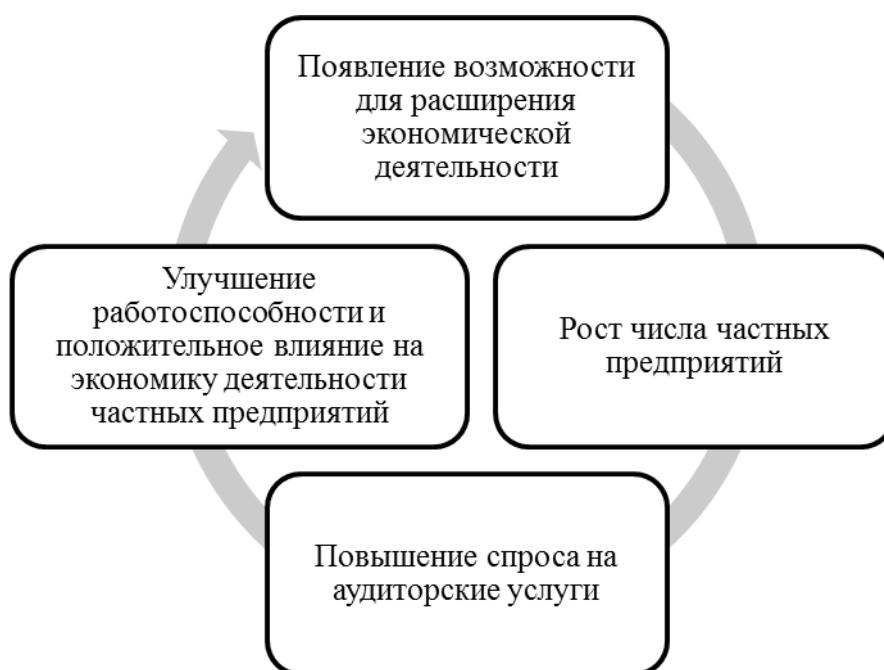 Появление возможности
для расширения
экономической
деятельности
Улучшение
работоспособности и
положительное влияние на
экономику деятельности
частных предприятий
Рост числа частных
предприятий
Повышение спроса на
аудиторские услуги